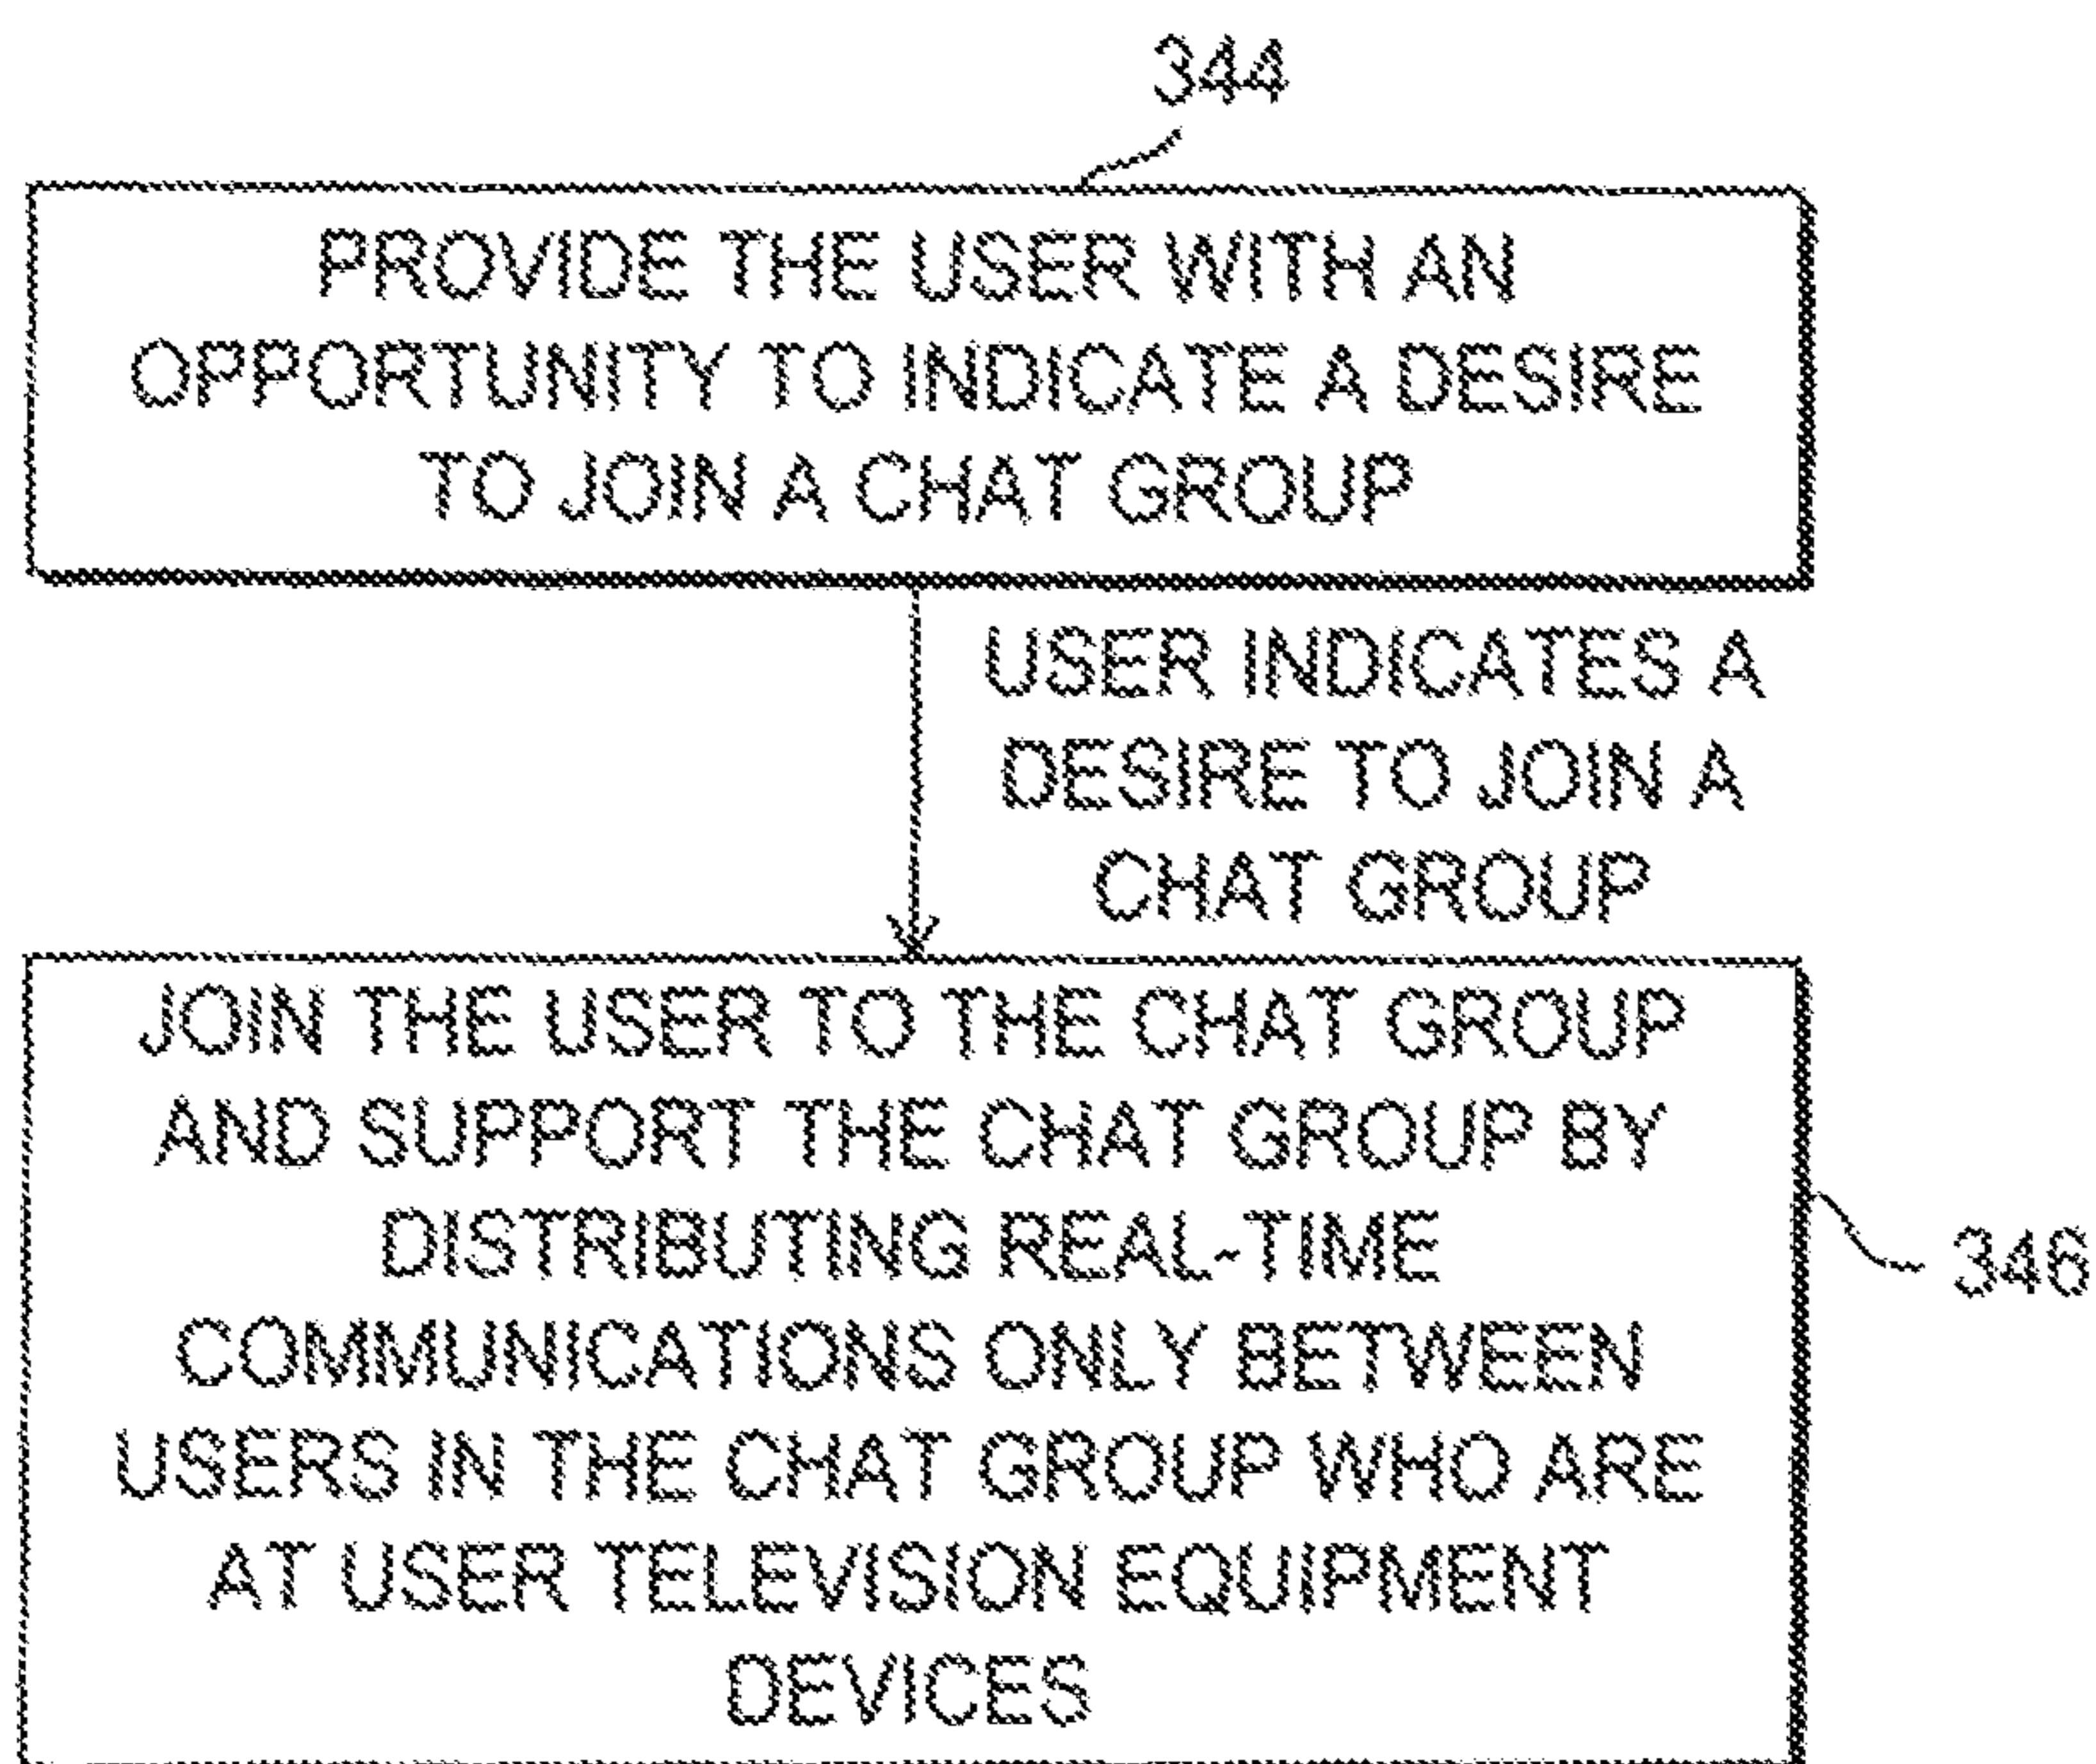 344
PROVIDE THE USER WITH AN
OPPORTUNITY TO INDICATE A DESIRE
TO JOIN A CHAT GROUP
USER INDICATES A
DESIRE TO JOIN A
CHAT GROUP
JOIN THE USER TO THE CHAT GROUP
AND SUPPORT THE CHAT GROUP BY
DISTRIBUTING REAL-TIME
COMMUNICATIONS ONLY BETWEEN
USERS IN THE CHAT GROUP WHO ARE
AT USER TELEVISION EQUIPMENT
DEVICES
346